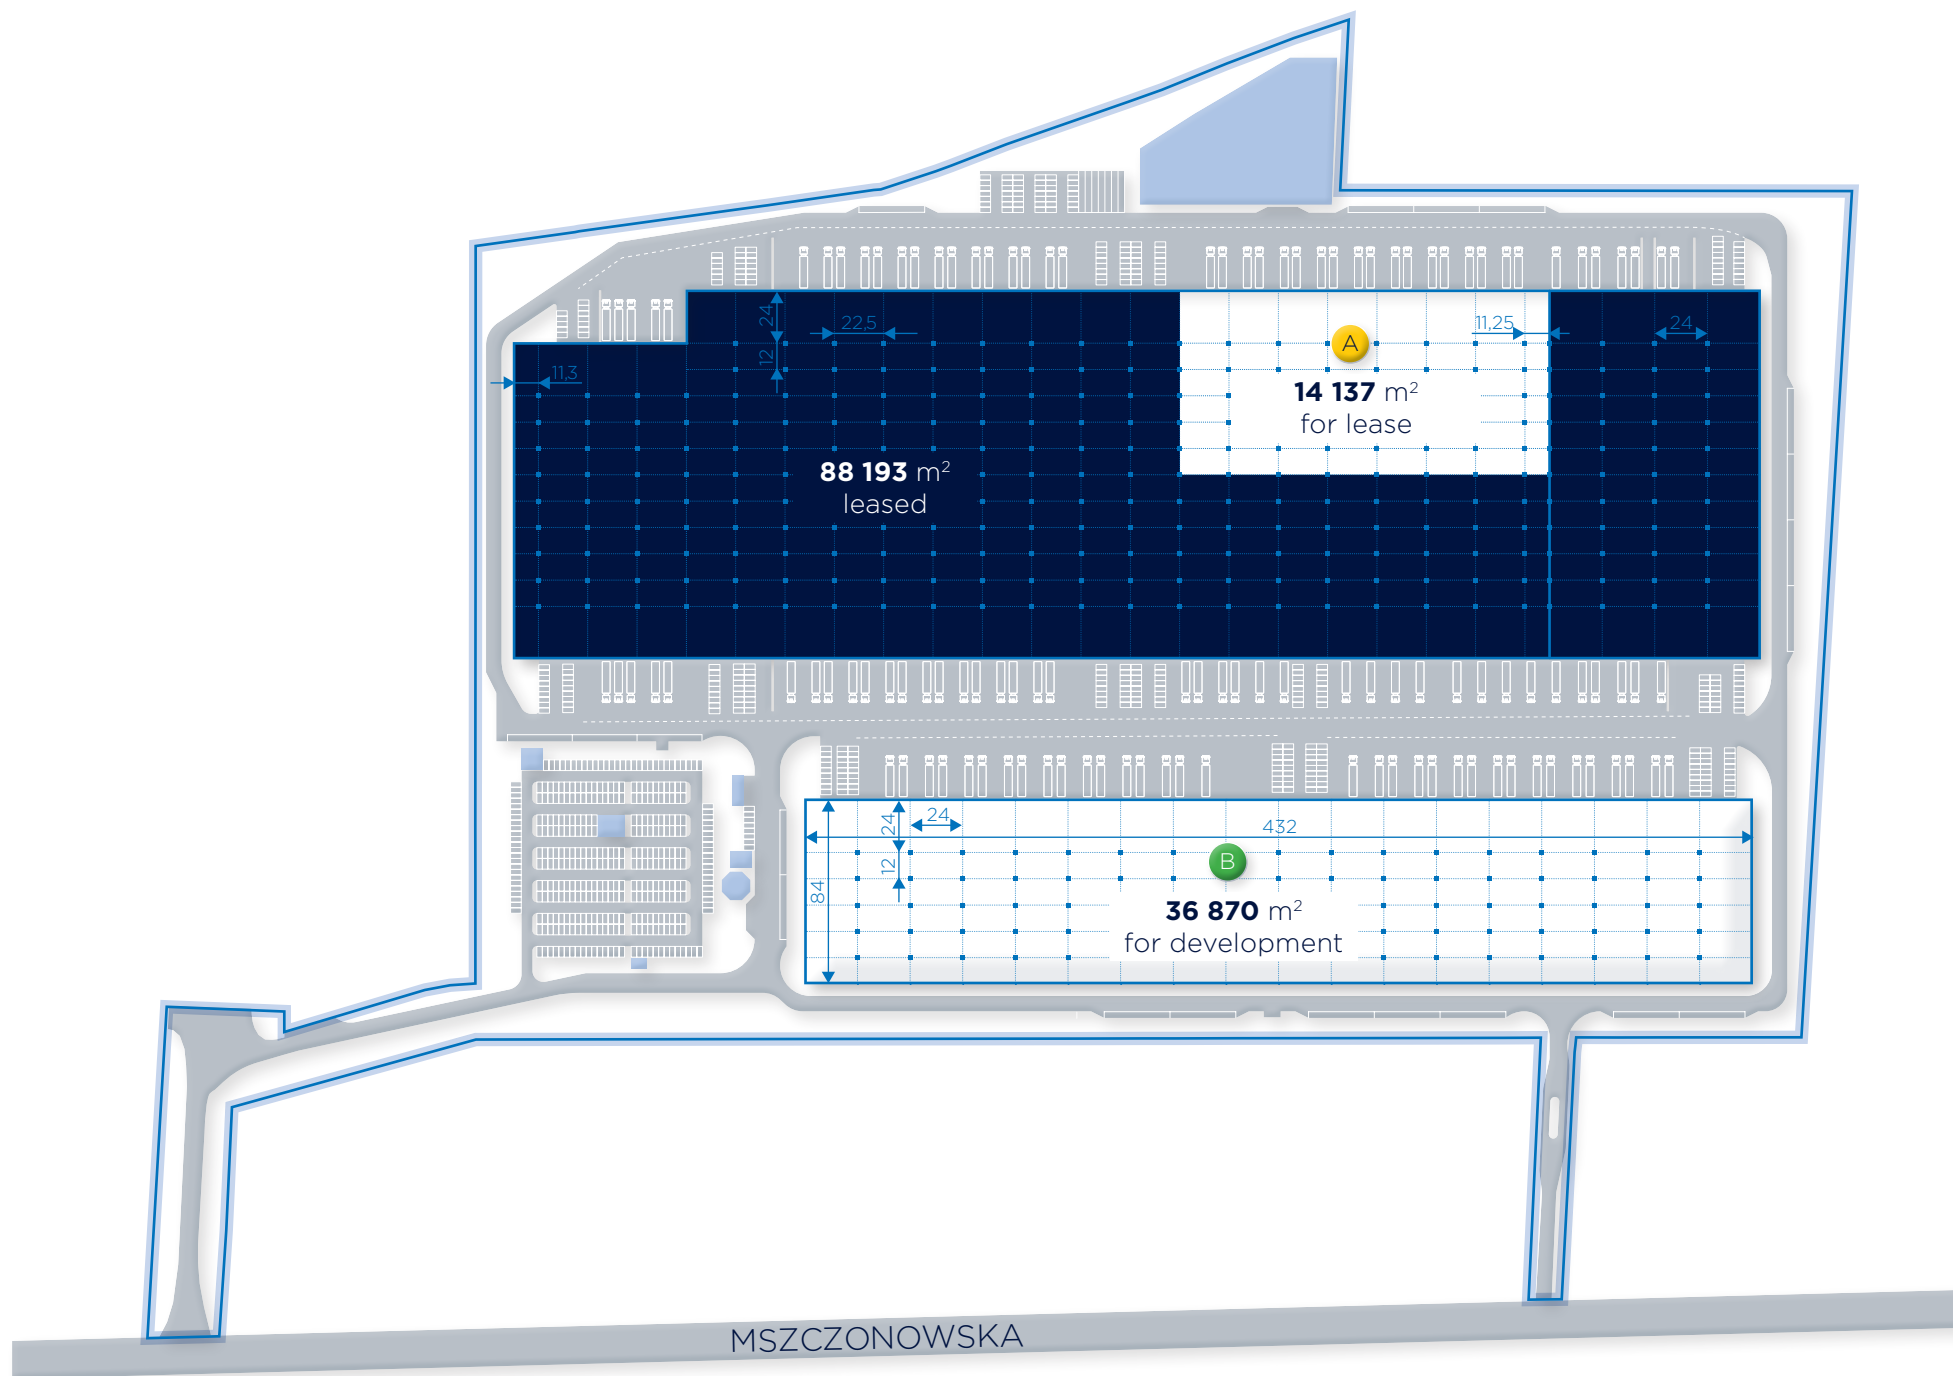 24
22,5
12
11,3
11,25
24
A
14 137 m²
for lease
88 193 m²
leased
24
24
12
84
432
B
36 870 m²
for development
MSZCZONOWSKA